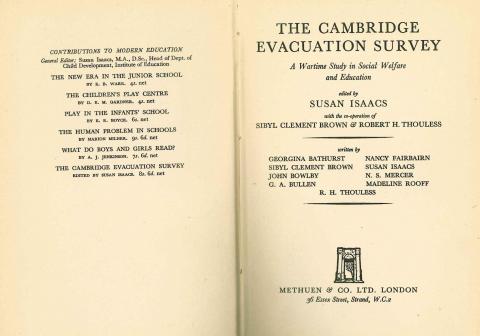 CONTRIBUTIONS TO MODERN EDUCATION
General Editor: Susan Isaacs, M.A., D.Sc., Head of Dept. of
Child Development, Institute of Education
THE NEW ERA IN THE JUNIOR SCHOOL
BY E. B. WARR. 4s. net
THE CHILDREN'S PLAY CENTRE
BY D. E. M. GARDNER. 4s. net
PLAY IN THE INFANTS' SCHOOL
BY E. R. BOYCE. 6s. net
THE HUMAN PROBLEM IN SCHOOLS
BY MARION MILNER. 9s. 6d. net
WHAT DO BOYS AND GIRLS READ?
BY A. J. JENKINSON. 7s. 6d. net
THE CAMBRIDGE EVACUATION SURVEY
EDITED BY SUSAN ISAACS. 8s. 6d. net
THE CAMBRIDGE
EVACUATION SURVEY
A Wartime Study in Social Welfare
and Education
edited by
SUSAN ISAACS
with the co-operation of
SIBYL CLEMENT BROWN & ROBERT H. THOULESS
written by
GEORGINA BATHURST NANCY FAIRBAIRN
SIBYL CLEMENT BROWN SUSAN ISAACS
JOHN BOWLBY N. S. MERCER
G. A. BULLEN MADELINE ROOFF
R. H. THOULESS
METHUEN & CO. LTD. LONDON
36 Essex Street, Strand, W.C.2